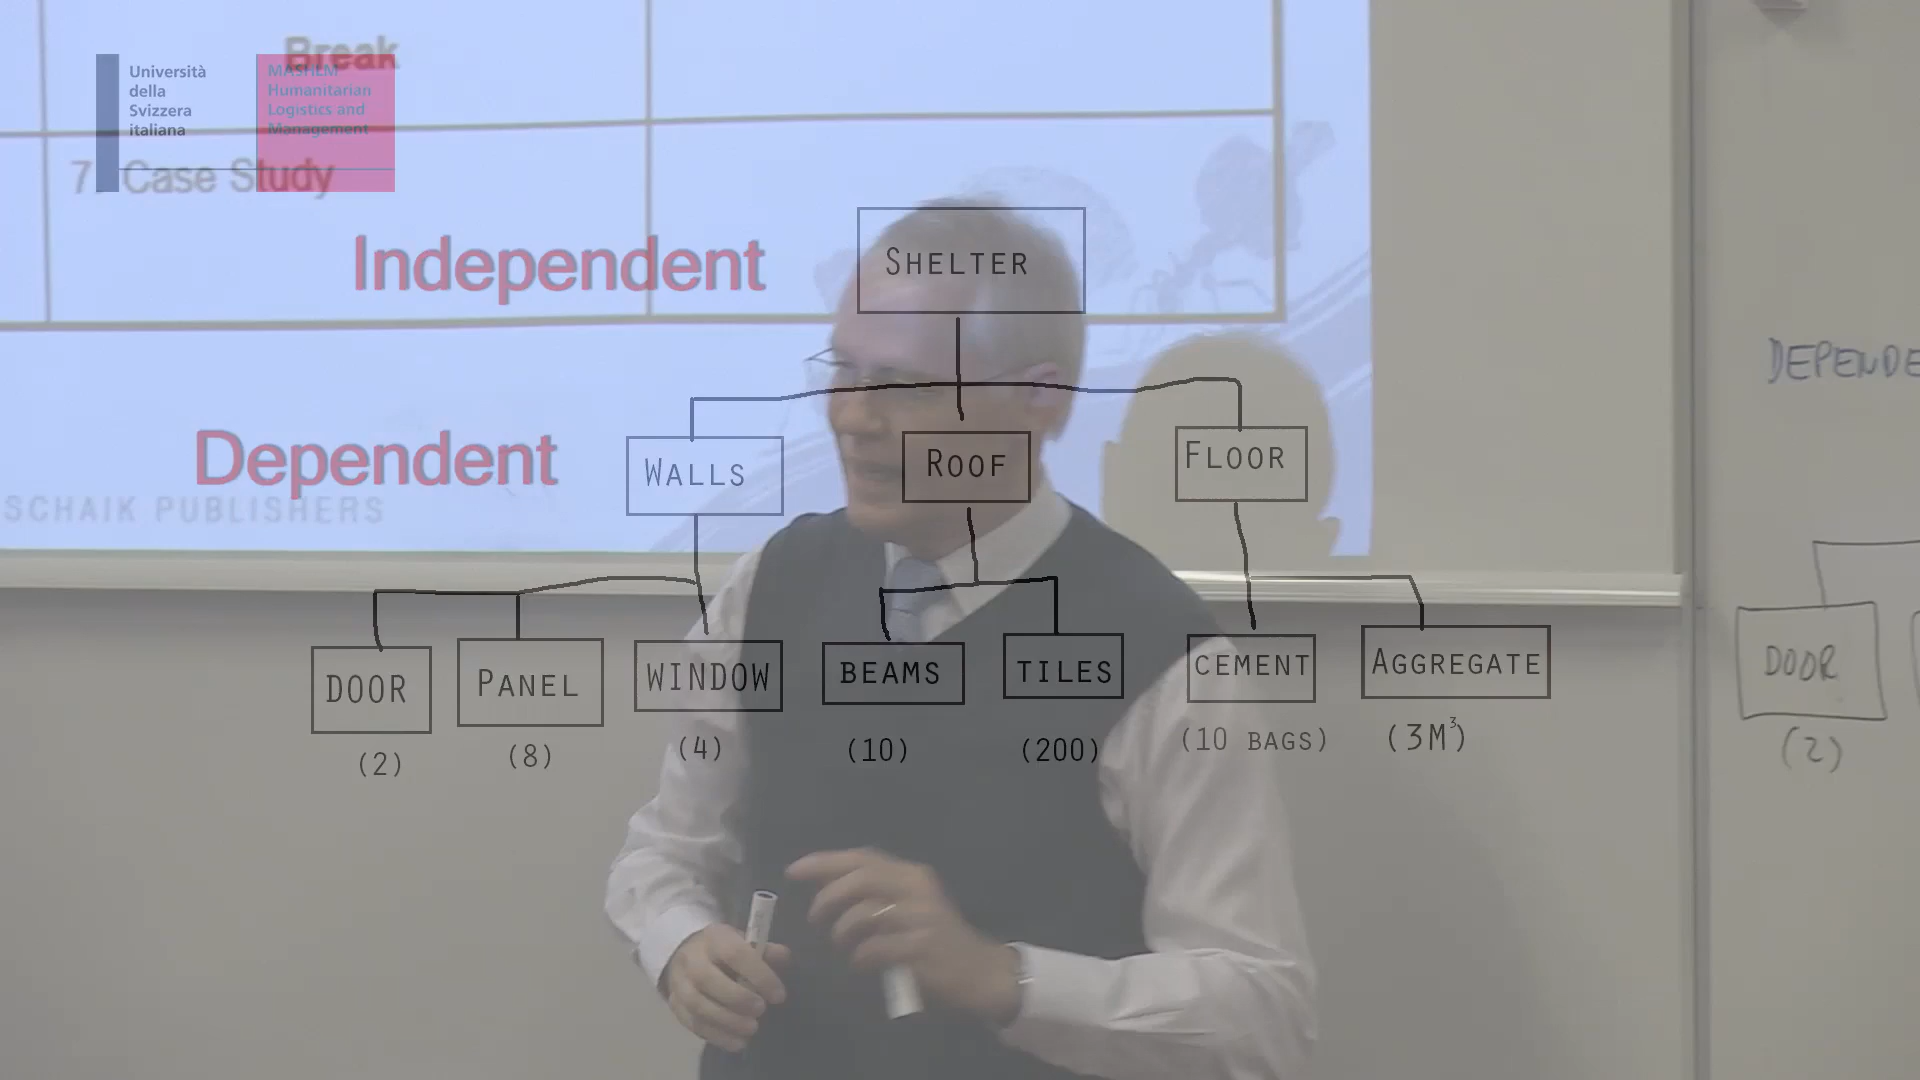 Break
Università
della
Svizzera
italiana
MASHLM
Humanitarian
Logistics and
Management
7. Case Study
Independent
SHELTER
DEPENDE
Dependent
WALLS
ROOF
FLOOR
SCHAIK PUBLISHERS
DOOR
PANEL
WINDOW
BEAMS
TILES
CEMENT
AGGREGATE
DOOR
(2)
(8)
(4)
(10)
(200)
(10 BAGS)
(3M³)
(2)